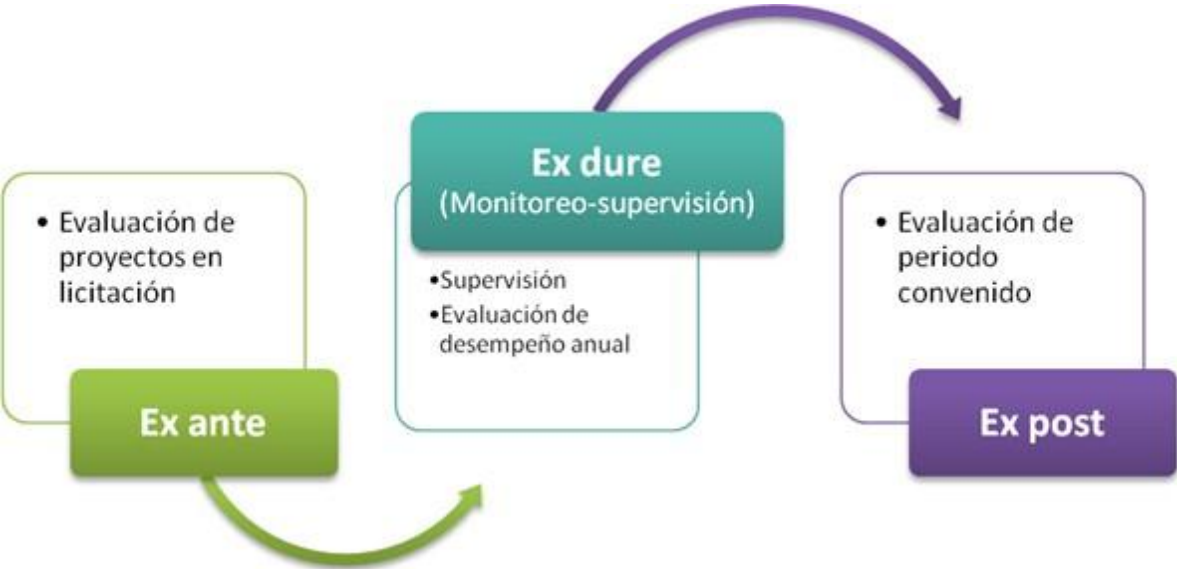 • Evaluación de
proyectos en
licitación
Ex ante
Ex dure
(Monitoreo-supervisión)
•Supervisión
•Evaluación de
desempeño anual
• Evaluación de
periodo
convenido
Ex post